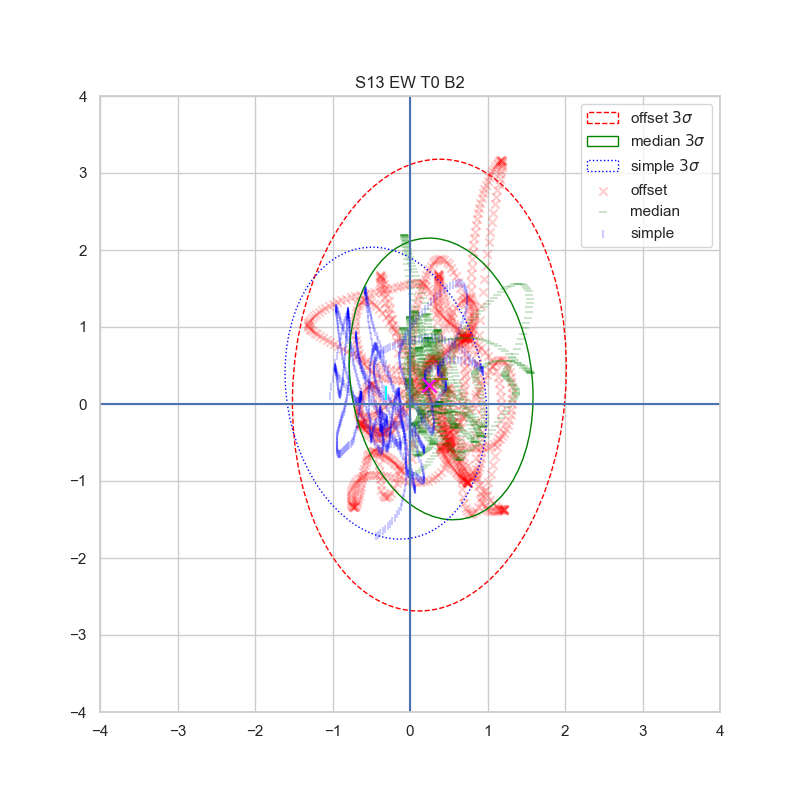 S13 EW T0 B2
offset 3σ
median 3σ
simple 3σ
offset
median
simple
4
3
2
1
0
−1
−2
−3
−4
−4 −3 −2 −1 0 1 2 3 4